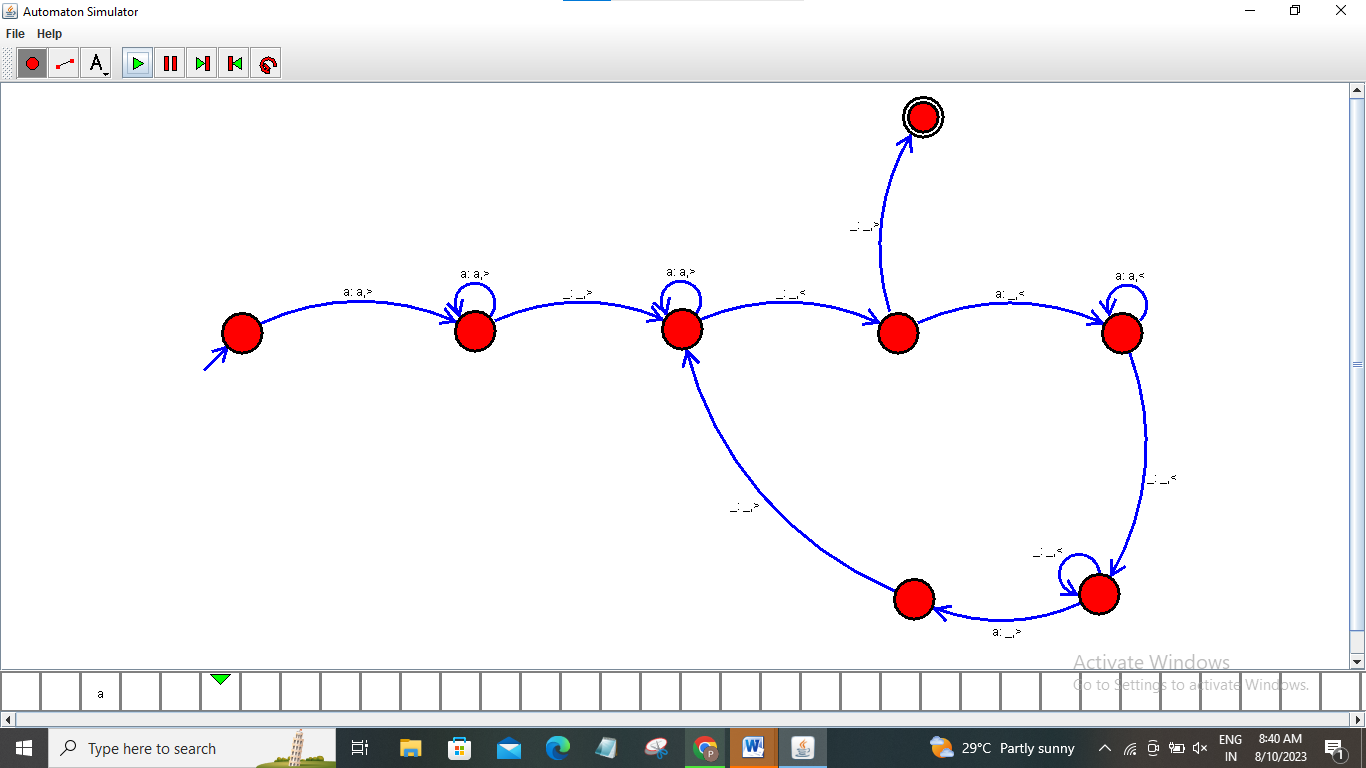 Automaton Simulator
File Help
A
a: a,>
a: a,>
_: _,>
a: a,>
_: _,<
_: _,>
a: _,<
a: a,<
_: _,<
_: _,<
a: _,>
_: _,>
a
Activate Windows
Go to Settings to activate Windows.
Type here to search
29°C Partly sunny
ENG
IN
8:40 AM
8/10/2023
1